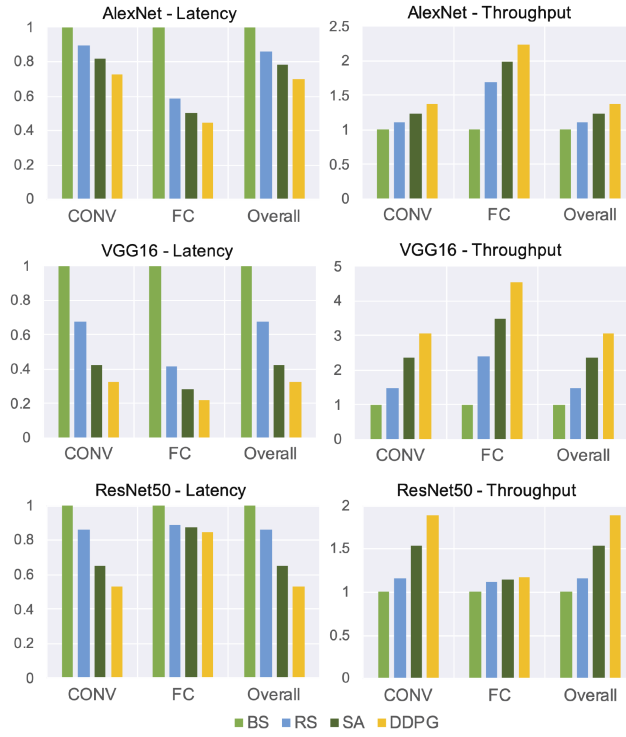 AlexNet - Latency
1
0.8
0.6
0.4
0.2
0
CONV FC Overall
AlexNet - Throughput
2.5
2
1.5
1
0.5
0
CONV FC Overall
VGG16 - Latency
1
0.8
0.6
0.4
0.2
0
CONV FC Overall
VGG16 - Throughput
5
4
3
2
1
0
CONV FC Overall
ResNet50 - Latency
1
0.8
0.6
0.4
0.2
0
CONV FC Overall
ResNet50 - Throughput
2
1.5
1
0.5
0
CONV FC Overall
BS RS SA DDPG